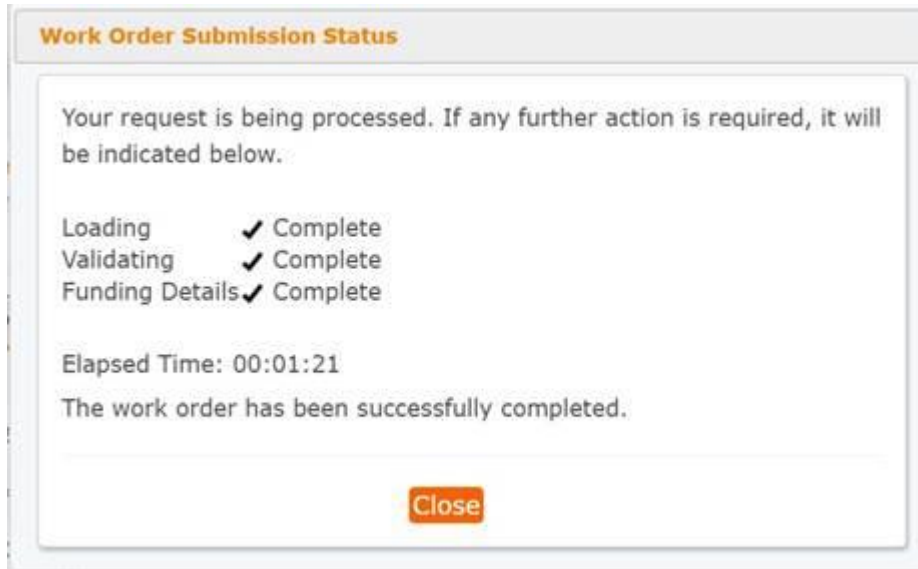 Work Order Submission Status
Your request is being processed. If any further action is required, it will
be indicated below.
Loading ✔ Complete
Validating ✔ Complete
Funding Details ✔ Complete
Elapsed Time: 00:01:21
The work order has been successfully completed.
Close